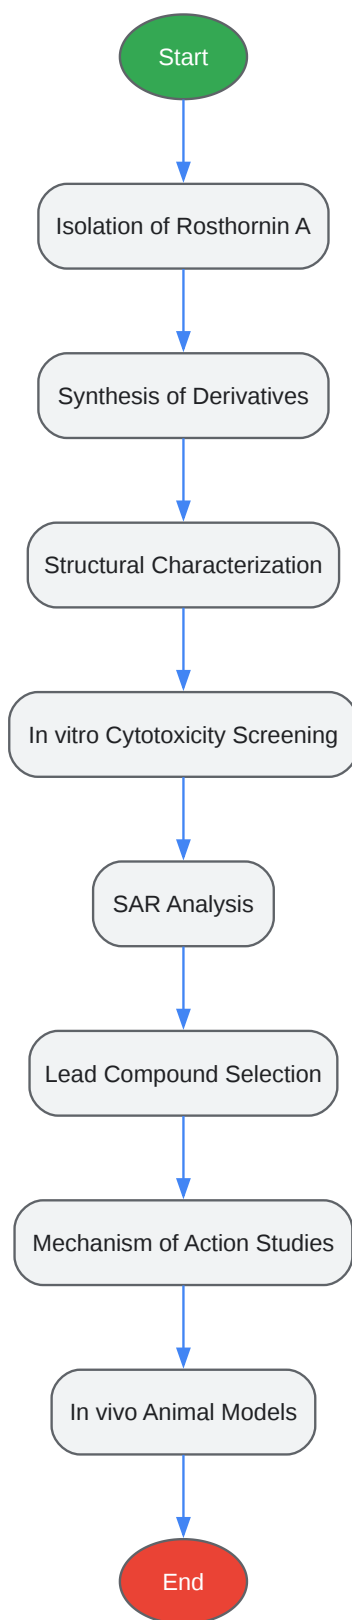 Start
Isolation of Rosthornin A
Synthesis of Derivatives
Structural Characterization
In vitro Cytotoxicity Screening
SAR Analysis
Lead Compound Selection
Mechanism of Action Studies
In vivo Animal Models
End